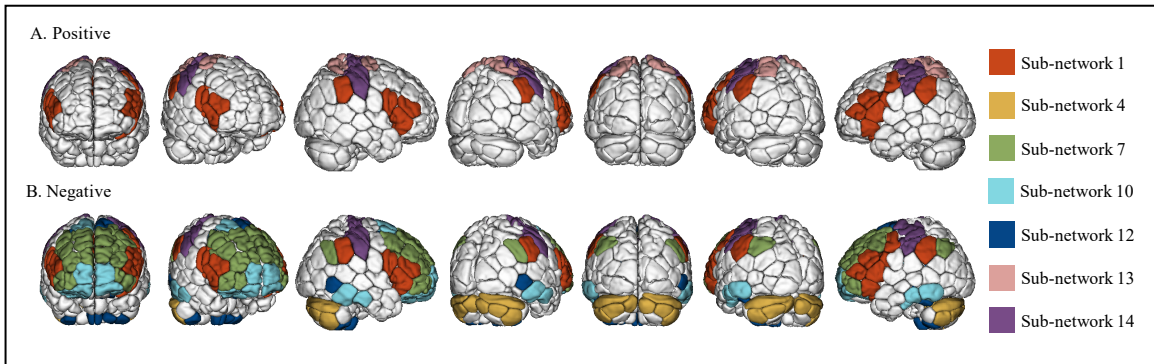 A. Positive
B. Negative
Sub-network 1
Sub-network 4
Sub-network 7
Sub-network 10
Sub-network 12
Sub-network 13
Sub-network 14